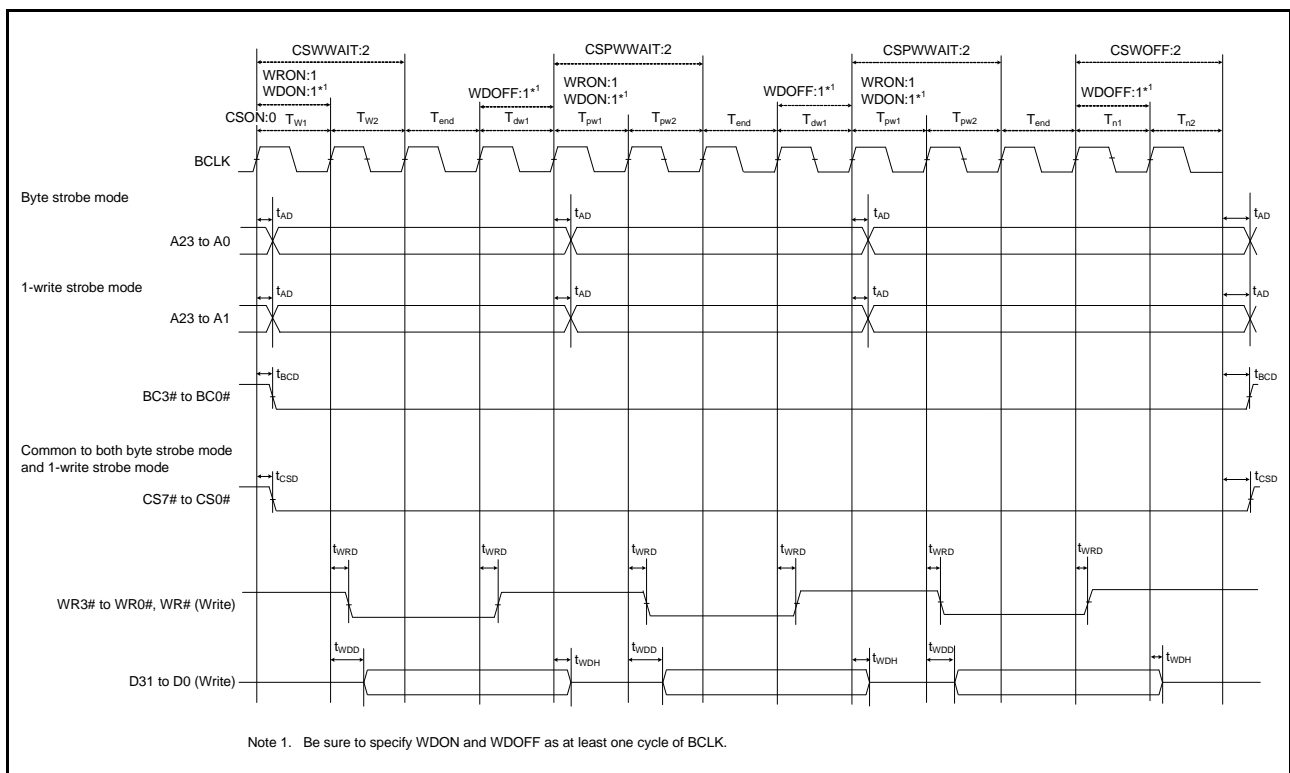 CSWWAIT:2 CSPWWAIT:2 CSPWWAIT:2 CSWOFF:2
WRON:1 WRON:1 WRON:1
WDON:1*1 WDOFF:1*1 WDON:1*1 WDOFF:1*1 WDON:1*1 WDOFF:1*1
CSON:0 TW1 TW2 Tend Tdw1 Tpw1 Tpw2 Tend Tdw1 Tpw1 Tpw2 Tend Tn1 Tn2
BCLK
Byte strobe mode
tAD tAD tAD tAD
A23 to A0
1-write strobe mode
tAD tAD tAD tAD
A23 to A1
tBCD tBCD
BC3# to BC0#
Common to both byte strobe mode
and 1-write strobe mode
tCSD tCSD
CS7# to CS0#
tWRD tWRD tWRD tWRD tWRD tWRD
WR3# to WR0#, WR# (Write)
tWDD tWDH tWDD tWDH tWDD tWDH
D31 to D0 (Write)
Note 1. Be sure to specify WDON and WDOFF as at least one cycle of BCLK.